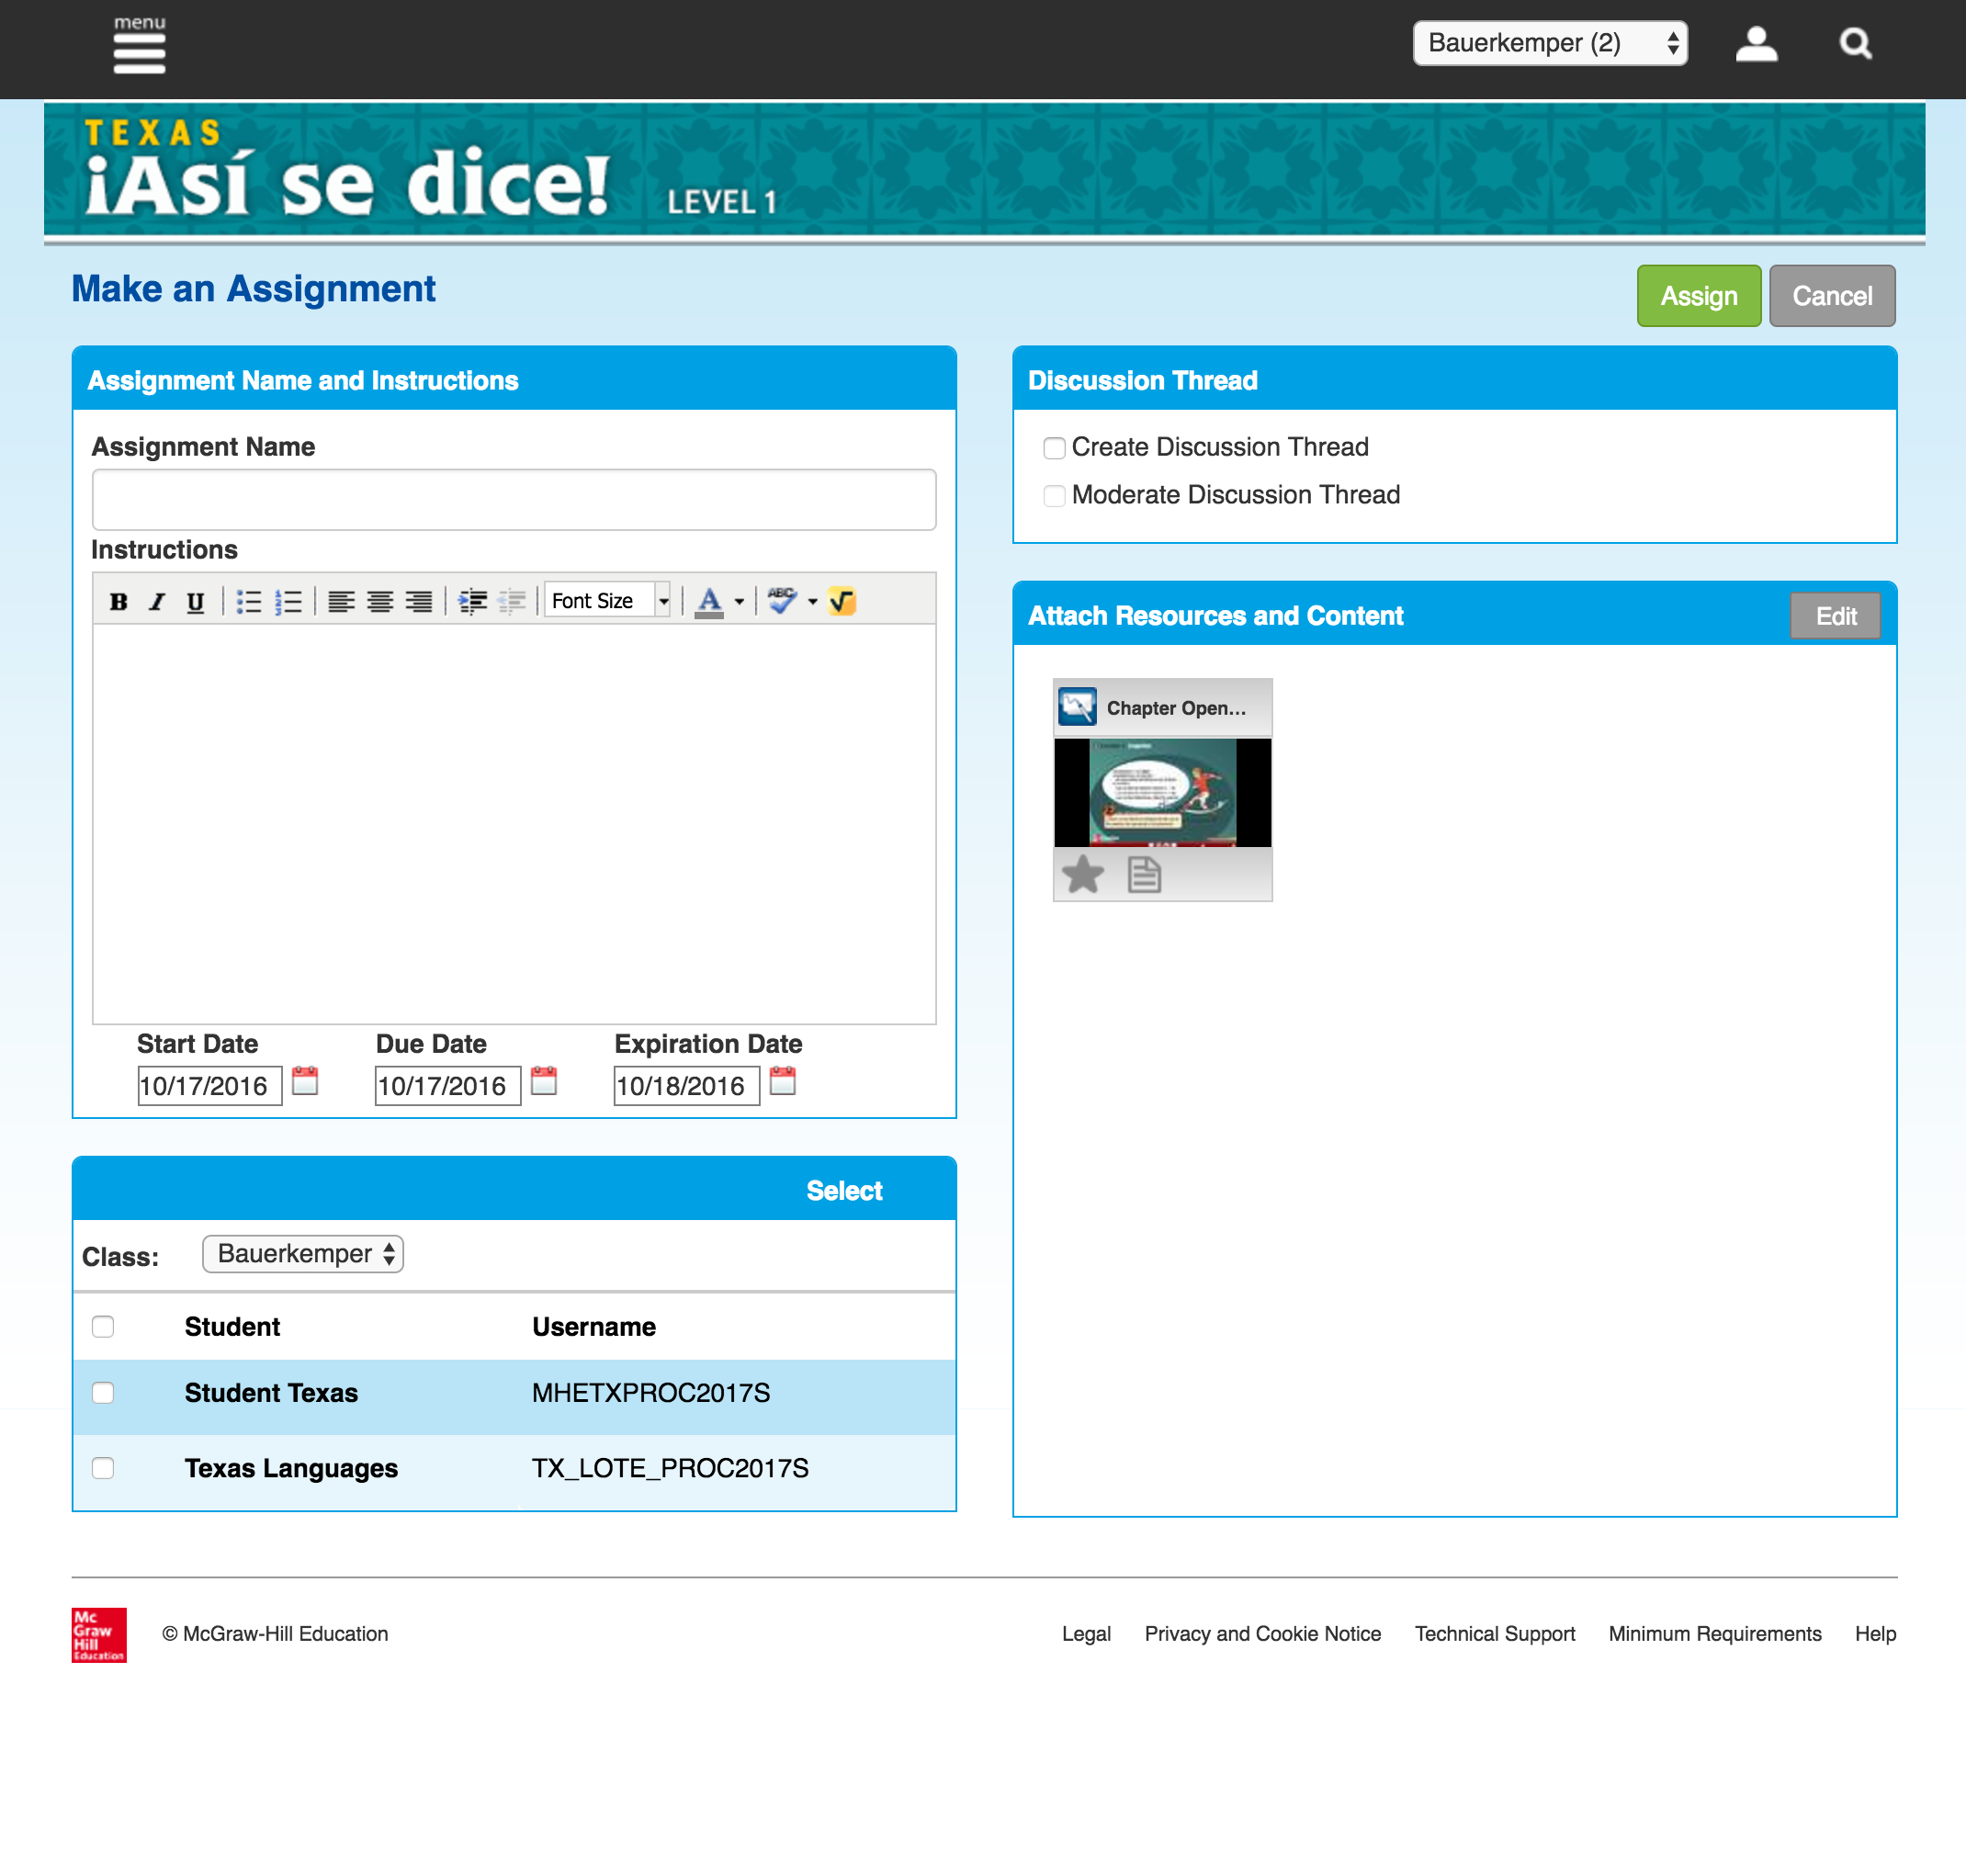 menu
Bauerkemper (2)
TEXAS
¡Así se dice! LEVEL 1
Make an Assignment
Assign
Cancel
Assignment Name and Instructions
Assignment Name
Instructions
B I U Font Size A ABC
Start Date Due Date Expiration Date
10/17/2016 10/17/2016 10/18/2016
Select
Class: Bauerkemper
Student Username
Student Texas MHETXPROC2017S
Texas Languages TX_LOTE_PROC2017S
Discussion Thread
Create Discussion Thread
Moderate Discussion Thread
Attach Resources and Content
Edit
Chapter Open...
Mc
Graw
Hill
Education
© McGraw-Hill Education
Legal Privacy and Cookie Notice Technical Support Minimum Requirements Help